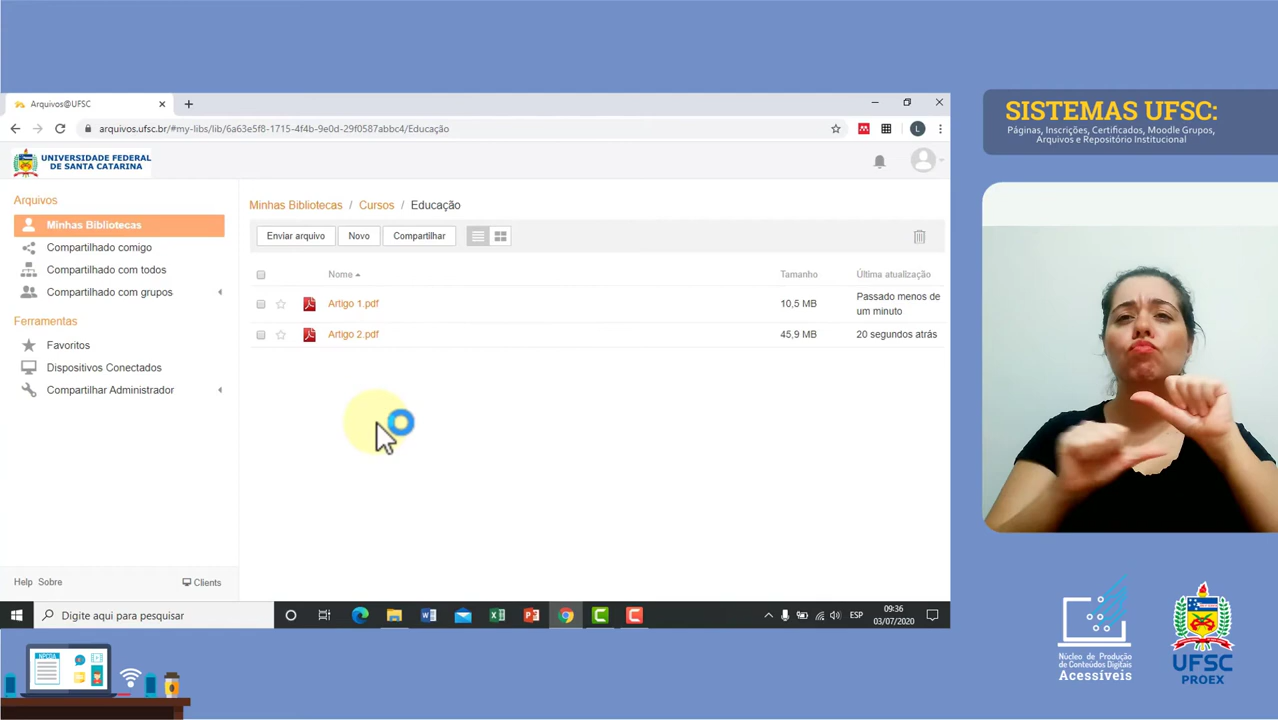 Arquivos@UFSC
arquivos.ufsc.br/#my-libs/lib/6a63e5f8-1715-4f4b-9e0d-29f0587abbc4/Educação
L
UNIVERSIDADE FEDERAL
DE SANTA CATARINA
Arquivos
Minhas Bibliotecas
Compartilhado comigo
Compartilhado com todos
Compartilhado com grupos
Ferramentas
Favoritos
Dispositivos Conectados
Compartilhar Administrador
Help Sobre
Clients
Minhas Bibliotecas / Cursos / Educação
Enviar arquivo Novo Compartilhar
Nome Tamanho Última atualização
Artigo 1.pdf 10,5 MB Passado menos de
um minuto
Artigo 2.pdf 45,9 MB 20 segundos atrás
Digite aqui para pesquisar
ESP
09:36
03/07/2020
SISTEMAS UFSC:
Páginas, Inscrições, Certificados, Moodle Grupos,
Arquivos e Repositório Institucional
NPCDA
Núcleo de Produção
de Conteúdos Digitais
Acessíveis
UFSC
PROEX